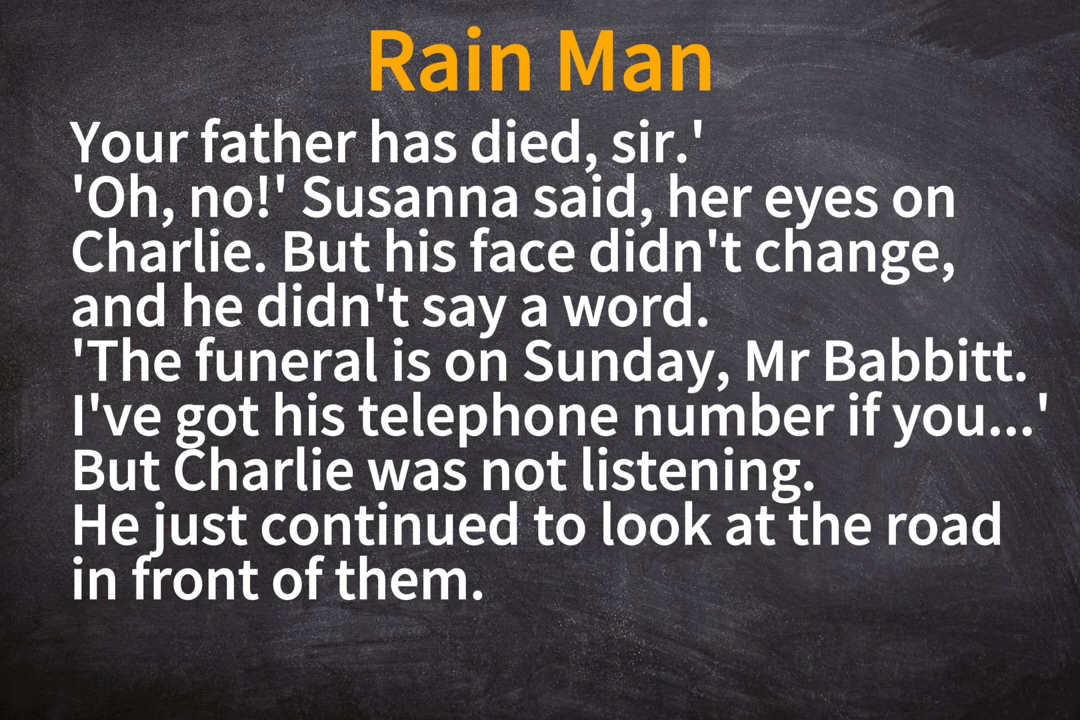 Rain Man
Your father has died, sir.'
'Oh, no!' Susanna said, her eyes on
Charlie. But his face didn't change,
and he didn't say a word.
'The funeral is on Sunday, Mr Babbitt.
I've got his telephone number if you...'
But Charlie was not listening.
He just continued to look at the road
in front of them.